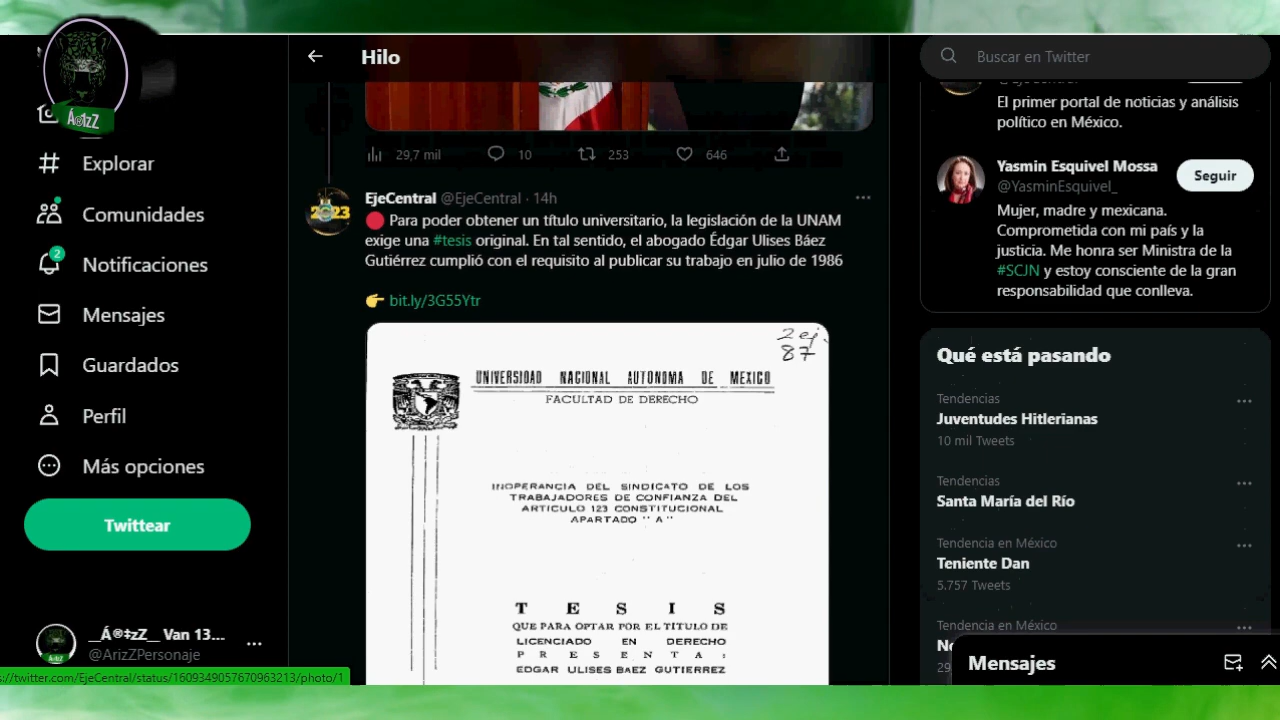 Á®‡zZ
Explorar
Comunidades
2
Notificaciones
Mensajes
Guardados
Perfil
Más opciones
Twittear
__Á®‡zZ__ Van 13...
@ArizZPersonaje
s://twitter.com/EjeCentral/status/1609349057670963213/photo/1
Hilo
29,7 mil
10
253
646
2023
EjeCentral @EjeCentral · 14h
🔴 Para poder obtener un título universitario, la legislación de la UNAM
exige una #tesis original. En tal sentido, el abogado Édgar Ulises Báez
Gutiérrez cumplió con el requisito al publicar su trabajo en julio de 1986
👉 bit.ly/3G55Ytr
2 ej.
87
UNIVERSIDAD NACIONAL AUTONOMA DE MEXICO
FACULTAD DE DERECHO
INOPERANCIA DEL SINDICATO DE LOS
TRABAJADORES DE CONFIANZA DEL
ARTICULO 123 CONSTITUCIONAL
APARTADO "A"
T E S I S
QUE PARA OPTAR POR EL TITULO DE
LICENCIADO EN DERECHO
P R E S E N T A :
EDGAR ULISES BAEZ GUTIERREZ
Buscar en Twitter
El primer portal de noticias y análisis
político en México.
Yasmin Esquivel Mossa
@YasminEsquivel_
Seguir
Mujer, madre y mexicana.
Comprometida con mi país y la
justicia. Me honra ser Ministra de la
#SCJN y estoy consciente de la gran
responsabilidad que conlleva.
Qué está pasando
Tendencias
Juventudes Hitlerianas
10 mil Tweets
Tendencias
Santa María del Río
Tendencia en México
Teniente Dan
5.757 Tweets
Tendencia en México
Mensajes